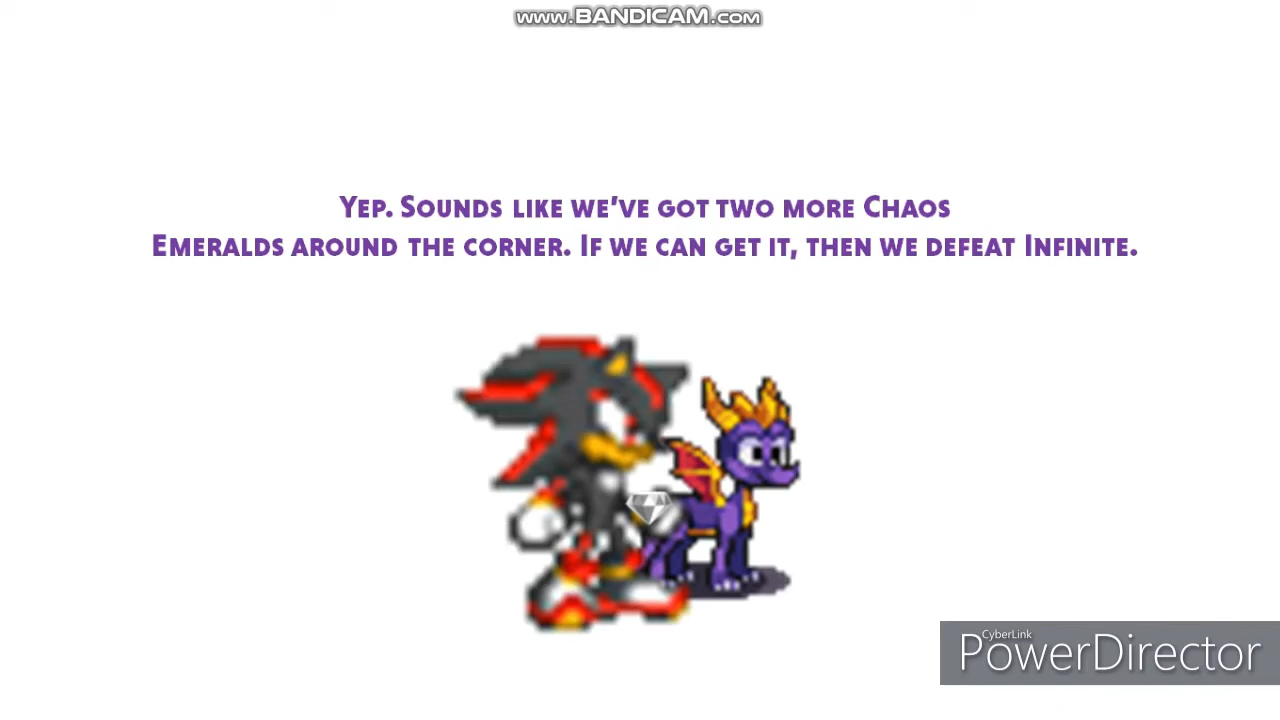 www.BANDICAM.com
Yep. Sounds like we've got two more Chaos
Emeralds around the corner. If we can get it, then we defeat Infinite.
CyberLink
PowerDirector